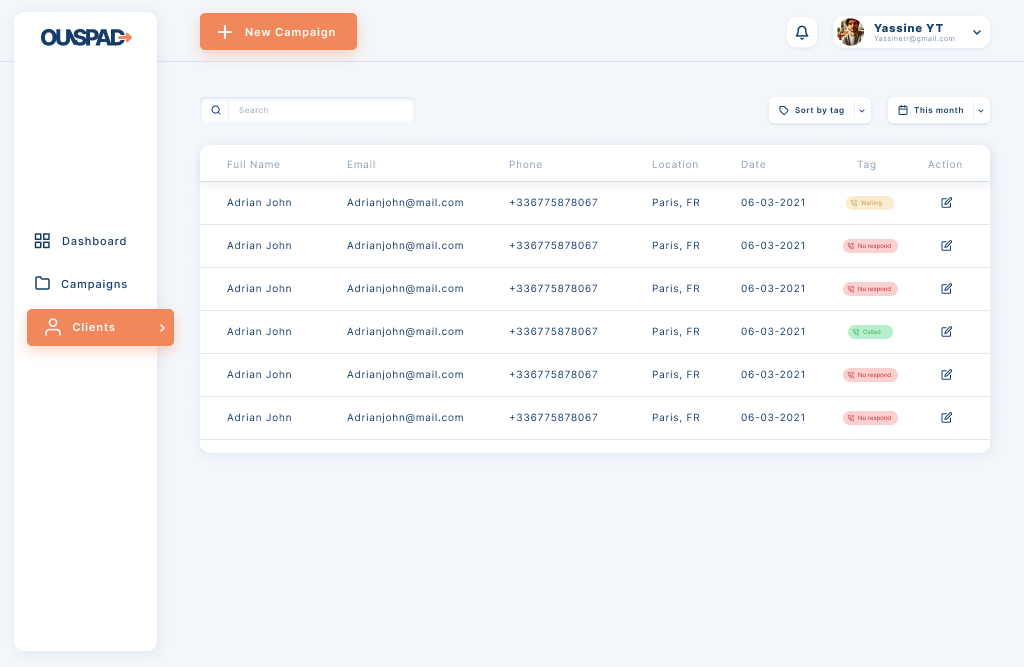 OUSPAD
New Campaign
Yassine YT
Yassinetr@gmail.com
Search
Sort by tag
This month
Dashboard
Campaigns
Clients
Full Name Email Phone Location Date Tag Action
Adrian John Adrianjohn@mail.com +336775878067 Paris, FR 06-03-2021 Waiting
Adrian John Adrianjohn@mail.com +336775878067 Paris, FR 06-03-2021 No respond
Adrian John Adrianjohn@mail.com +336775878067 Paris, FR 06-03-2021 No respond
Adrian John Adrianjohn@mail.com +336775878067 Paris, FR 06-03-2021 Called
Adrian John Adrianjohn@mail.com +336775878067 Paris, FR 06-03-2021 No respond
Adrian John Adrianjohn@mail.com +336775878067 Paris, FR 06-03-2021 No respond